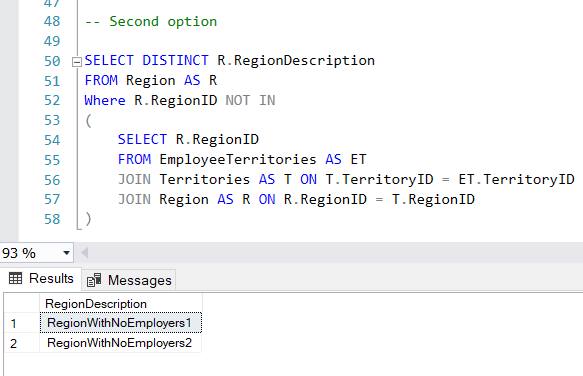 47
48 -- Second option
49
50 SELECT DISTINCT R.RegionDescription
51 FROM Region AS R
52 Where R.RegionID NOT IN
53 (
54 SELECT R.RegionID
55 FROM EmployeeTerritories AS ET
56 JOIN Territories AS T ON T.TerritoryID = ET.TerritoryID
57 JOIN Region AS R ON R.RegionID = T.RegionID
58 )
93 %
Results Messages
RegionDescription
1 RegionWithNoEmployers1
2 RegionWithNoEmployers2